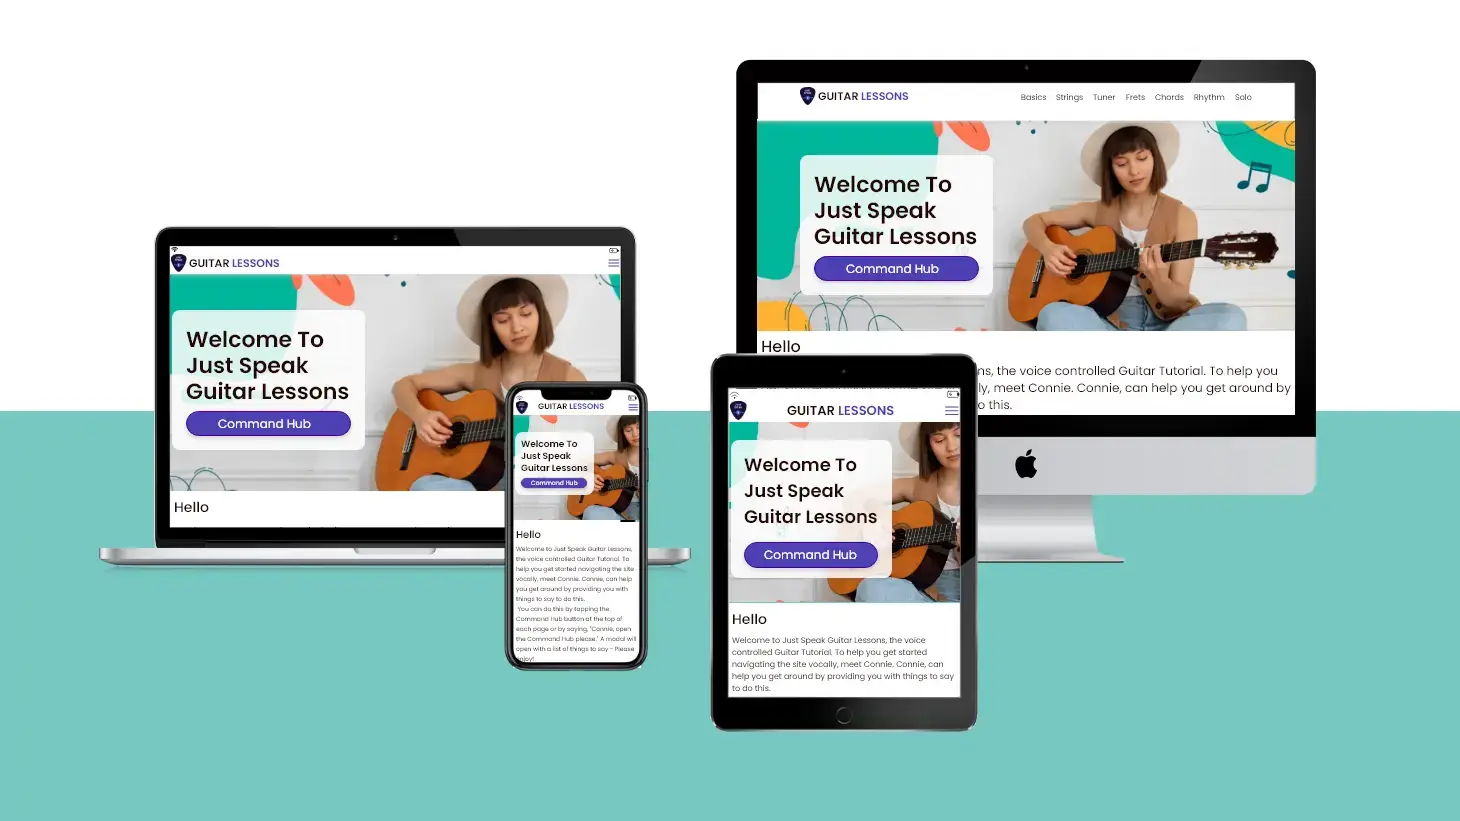 GUITAR LESSONS
Basics Strings Tuner Frets Chords Rhythm Solo
Welcome To
Just Speak
Guitar Lessons
Command Hub
Hello
ns, the voice controlled Guitar Tutorial. To help you
ly, meet Connie. Connie, can help you get around by
o this.
GUITAR LESSONS
Welcome To
Just Speak
Guitar Lessons
Command Hub
Hello
GUITAR LESSONS
Welcome To
Just Speak
Guitar Lessons
Command Hub
Hello
Welcome to Just Speak Guitar Lessons,
the voice controlled Guitar Tutorial. To
help you get started navigating the site
vocally, meet Connie. Connie, can help
you get around by providing you with
things to say to do this.
You can do this by tapping the
Command Hub button at the top of
each page or by saying, 'Connie, open
the Command Hub please.' A modal will
open with a list of things to say - Please
enjoy!
GUITAR LESSONS
Welcome To
Just Speak
Guitar Lessons
Command Hub
Hello
Welcome to Just Speak Guitar Lessons, the voice
controlled Guitar Tutorial. To help you get started
navigating the site vocally, meet Connie. Connie, can
help you get around by providing you with things to say
to do this.